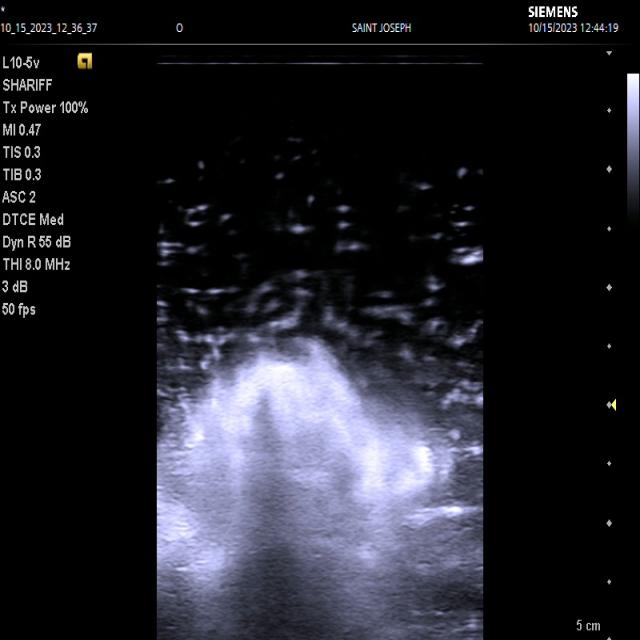 *
SIEMENS
10_15_2023_12_36_37 O SAINT JOSEPH 10/15/2023 12:44:19
L10-5v
SHARIFF
Tx Power 100%
MI 0.47
TIS 0.3
TIB 0.3
ASC 2
DTCE Med
Dyn R 55 dB
THI 8.0 MHz
3 dB
50 fps
5 cm